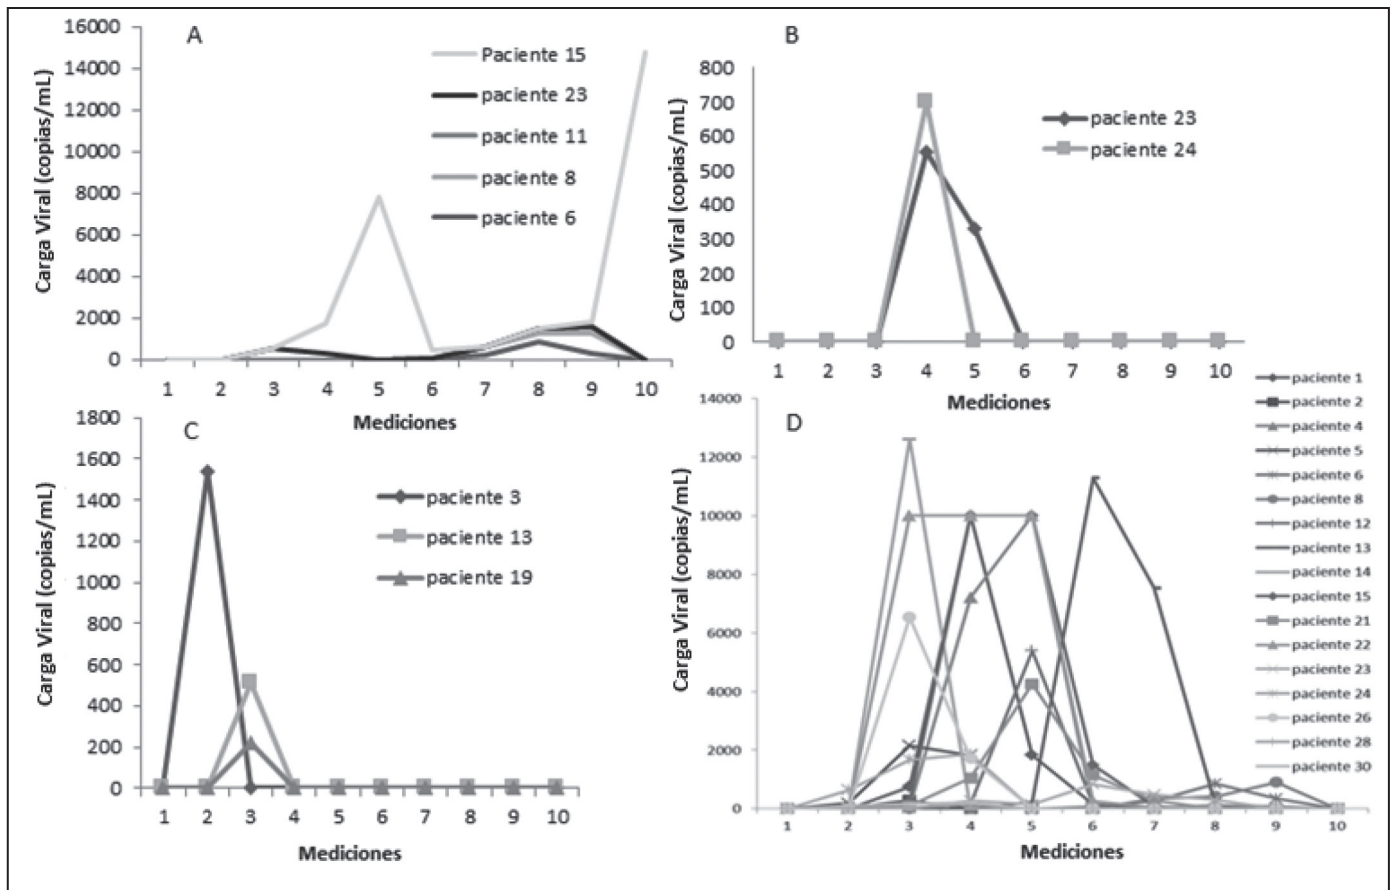 A
Carga Viral (copias/mL)
16000
14000
12000
10000
8000
6000
4000
2000
0
Paciente 15
paciente 23
paciente 11
paciente 8
paciente 6
1 2 3 4 5 6 7 8 9 10
Mediciones
B
Carga Viral (copias/mL)
800
700
600
500
400
300
200
100
0
paciente 23
paciente 24
1 2 3 4 5 6 7 8 9 10
Mediciones
C
Carga Viral (copias/mL)
1800
1600
1400
1200
1000
800
600
400
200
0
paciente 3
paciente 13
paciente 19
1 2 3 4 5 6 7 8 9 10
Mediciones
D
Carga Viral (copias/mL)
14000
12000
10000
8000
6000
4000
2000
0
paciente 1
paciente 2
paciente 4
paciente 5
paciente 6
paciente 8
paciente 12
paciente 13
paciente 14
paciente 15
paciente 21
paciente 22
paciente 23
paciente 24
paciente 26
paciente 28
paciente 30
1 2 3 4 5 6 7 8 9 10
Mediciones